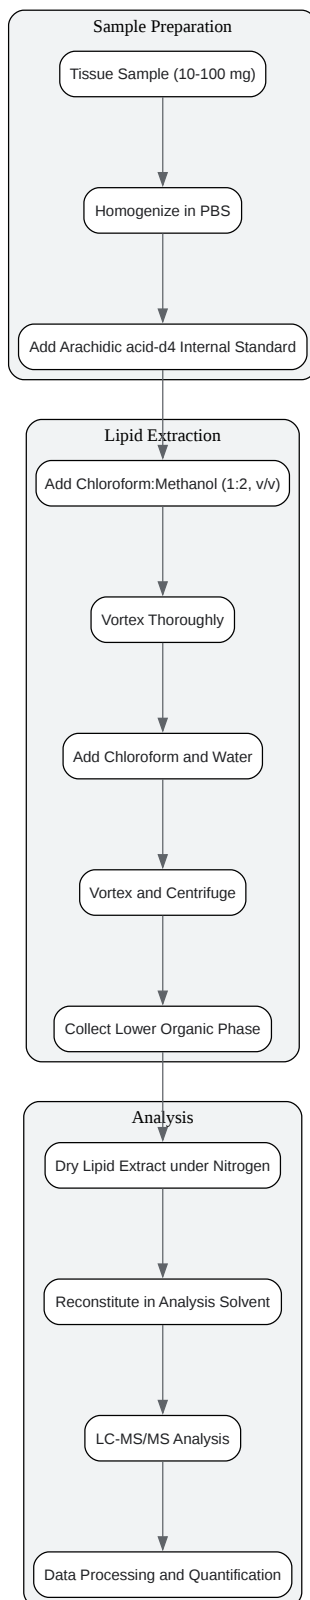 Sample Preparation
Tissue Sample (10-100 mg)
Homogenize in PBS
Add Arachidic acid-d4 Internal Standard
Lipid Extraction
Add Chloroform:Methanol (1:2, v/v)
Vortex Thoroughly
Add Chloroform and Water
Vortex and Centrifuge
Collect Lower Organic Phase
Analysis
Dry Lipid Extract under Nitrogen
Reconstitute in Analysis Solvent
LC-MS/MS Analysis
Data Processing and Quantification